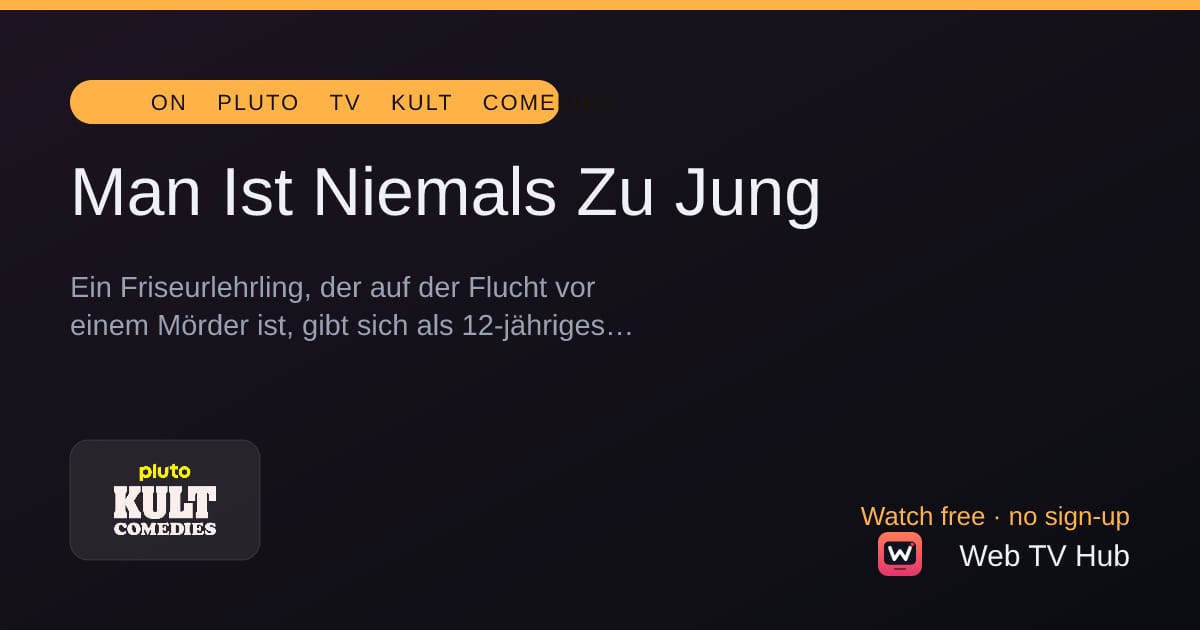 ON PLUTO TV KULT COMEDIES
Man Ist Niemals Zu Jung
Ein Friseurlehrling, der auf der Flucht vor
einem Mörder ist, gibt sich als 12-jähriges…
pluto
KULT
COMEDIES
Watch free · no sign-up
W
Web TV Hub